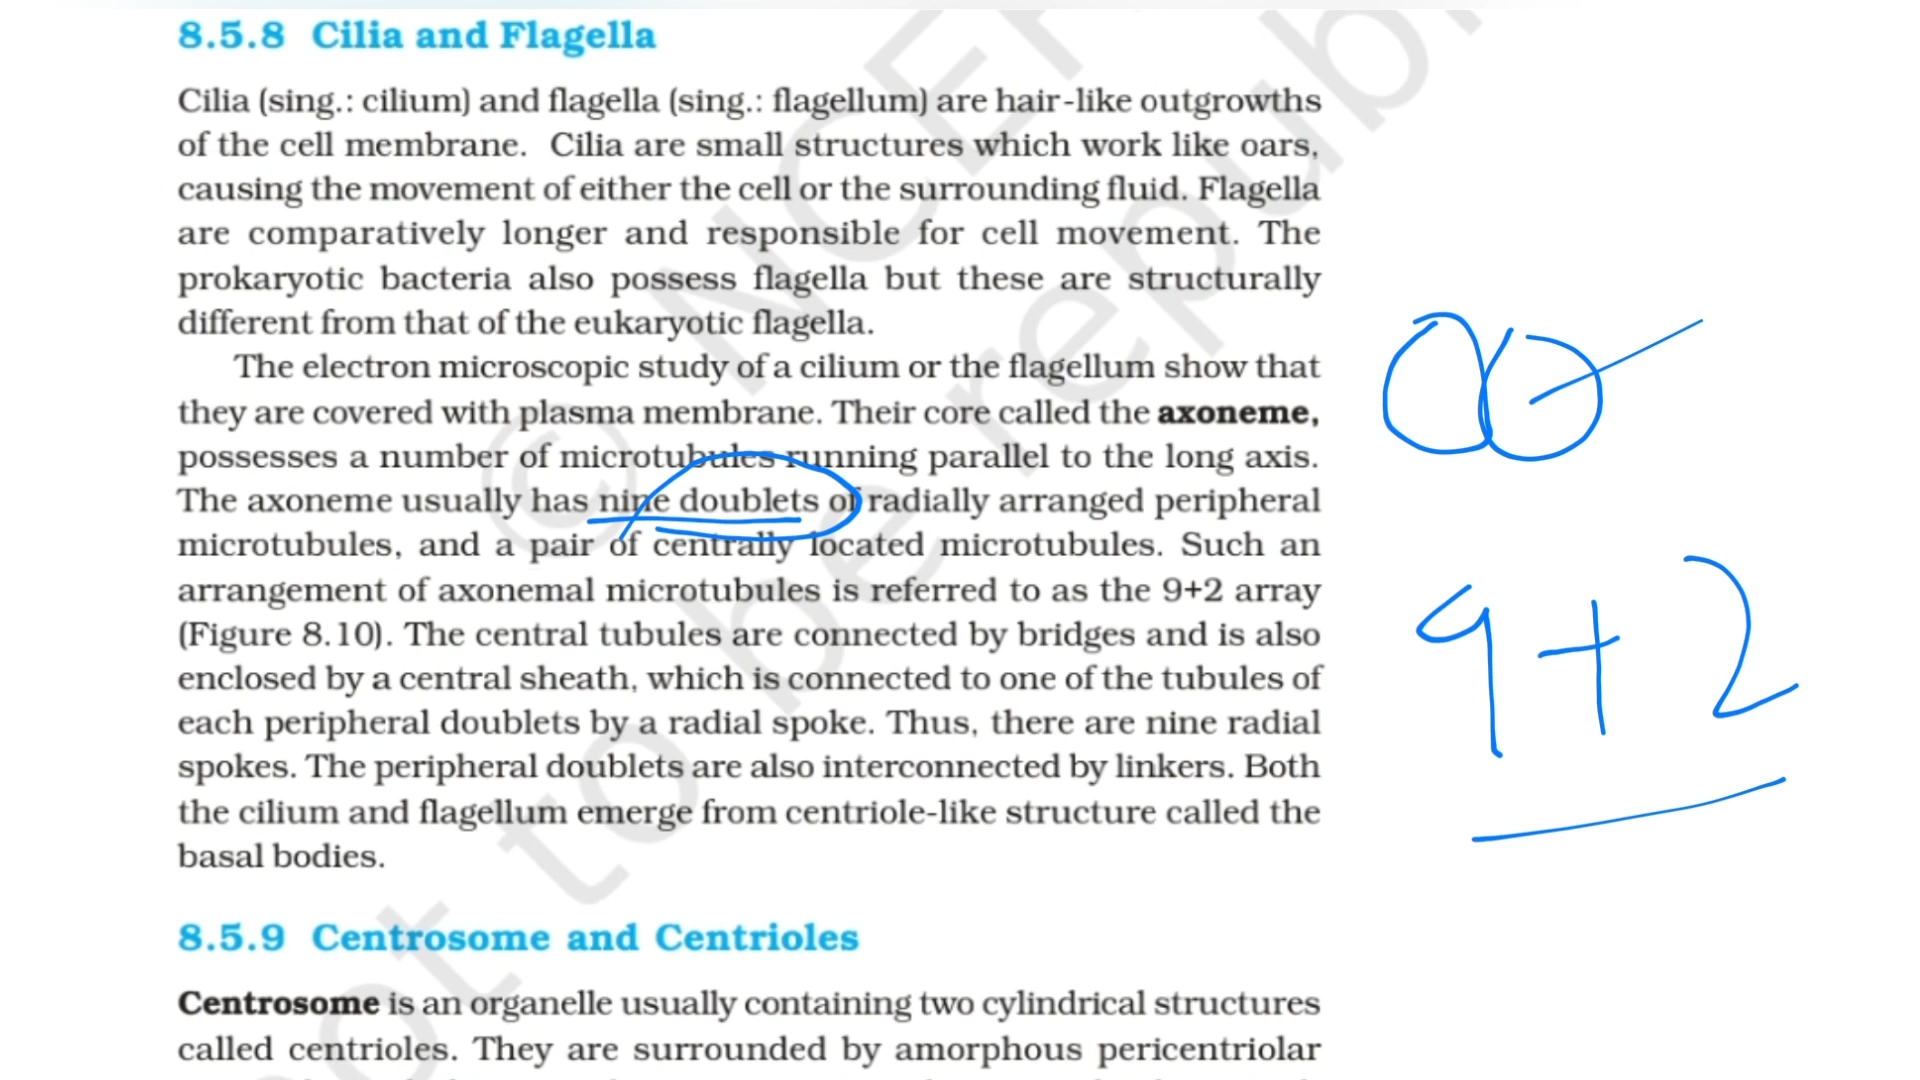 8.5.8 Cilia and Flagella
Cilia (sing.: cilium) and flagella (sing.: flagellum) are hair-like outgrowths
of the cell membrane. Cilia are small structures which work like oars,
causing the movement of either the cell or the surrounding fluid. Flagella
are comparatively longer and responsible for cell movement. The
prokaryotic bacteria also possess flagella but these are structurally
different from that of the eukaryotic flagella.
The electron microscopic study of a cilium or the flagellum show that
they are covered with plasma membrane. Their core called the axoneme,
possesses a number of microtubules running parallel to the long axis.
The axoneme usually has nine doublets of radially arranged peripheral
microtubules, and a pair of centrally located microtubules. Such an
arrangement of axonemal microtubules is referred to as the 9+2 array
(Figure 8.10). The central tubules are connected by bridges and is also
enclosed by a central sheath, which is connected to one of the tubules of
each peripheral doublets by a radial spoke. Thus, there are nine radial
spokes. The peripheral doublets are also interconnected by linkers. Both
the cilium and flagellum emerge from centriole-like structure called the
basal bodies.
9+2
8.5.9 Centrosome and Centrioles
Centrosome is an organelle usually containing two cylindrical structures
called centrioles. They are surrounded by amorphous pericentriolar